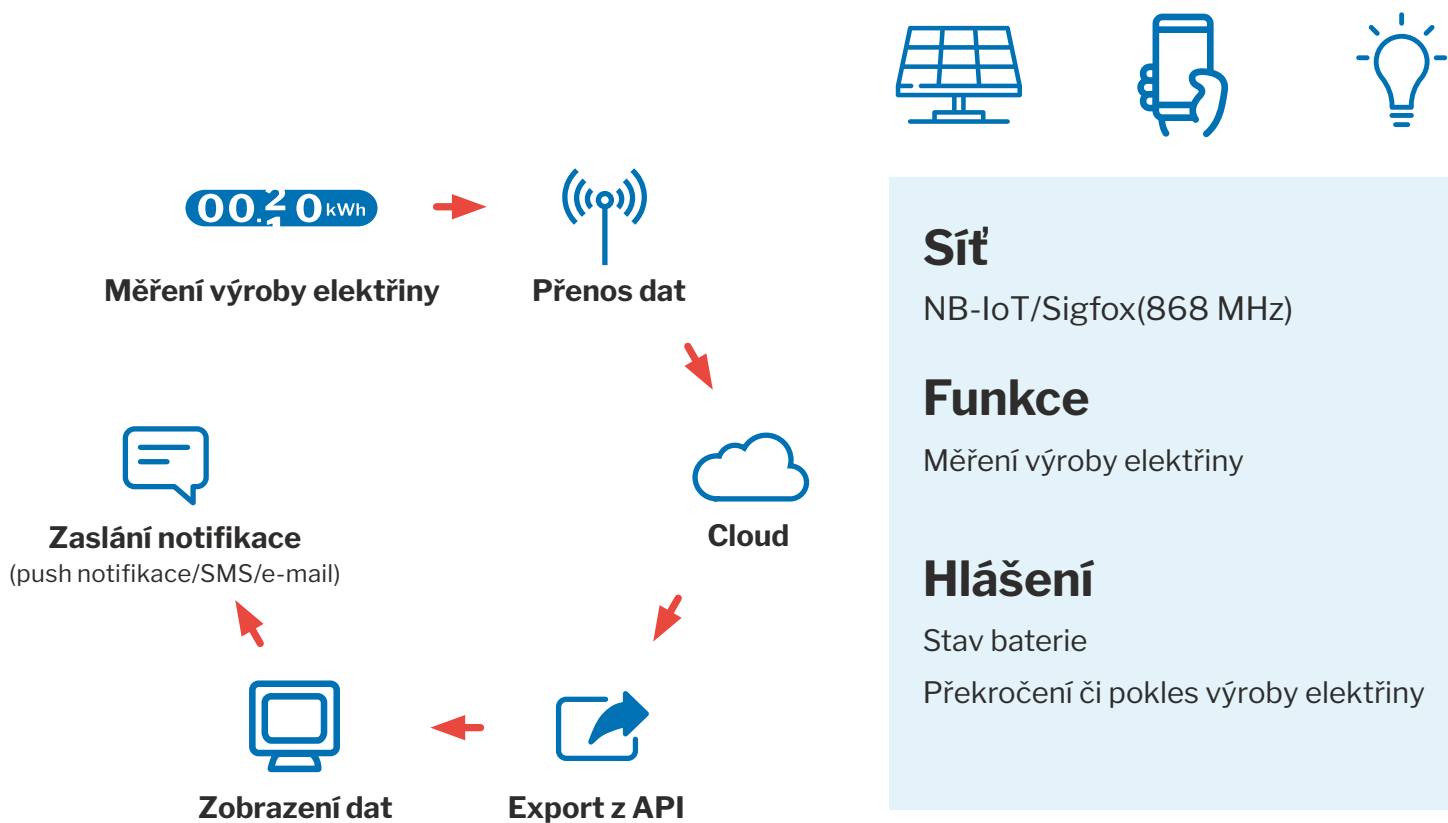 00.20 kWh
1
Měření výroby elektřiny
Přenos dat
Cloud
Export z API
Zobrazení dat
Zaslání notifikace
(push notifikace/SMS/e-mail)
Síť
NB-IoT/Sigfox(868 MHz)
Funkce
Měření výroby elektřiny
Hlášení
Stav baterie
Překročení či pokles výroby elektřiny